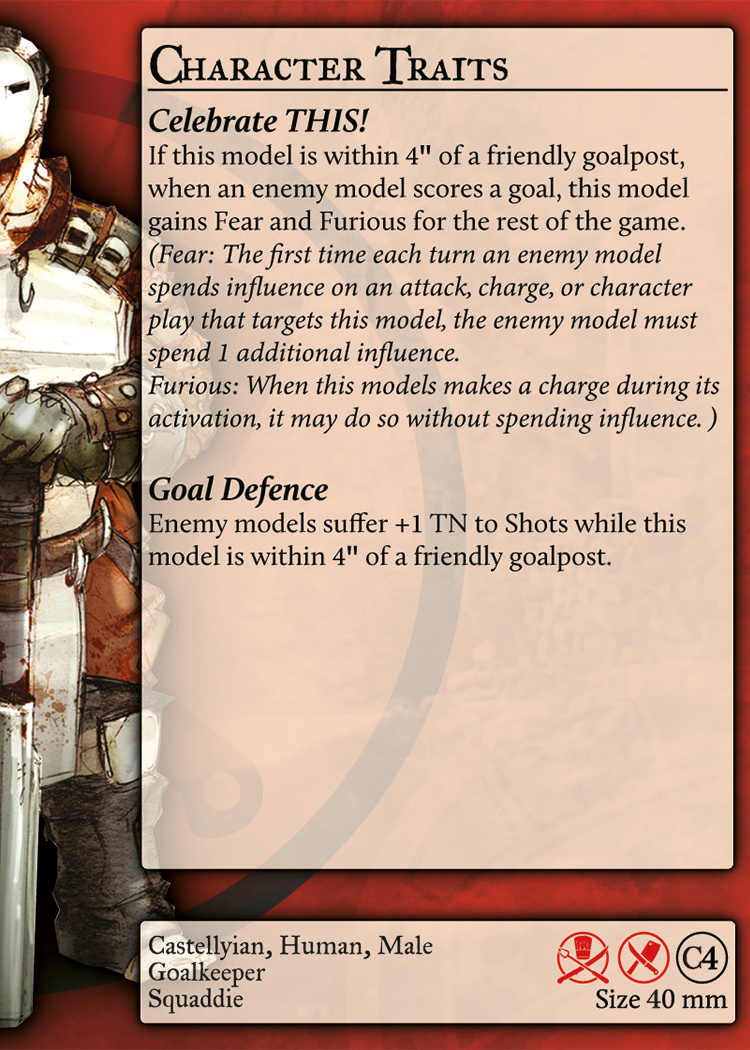 Character Traits
Celebrate THIS!
If this model is within 4" of a friendly goalpost,
when an enemy model scores a goal, this model
gains Fear and Furious for the rest of the game.
(Fear: The first time each turn an enemy model
spends influence on an attack, charge, or character
play that targets this model, the enemy model must
spend 1 additional influence.
Furious: When this models makes a charge during its
activation, it may do so without spending influence. )
Goal Defence
Enemy models suffer +1 TN to Shots while this
model is within 4" of a friendly goalpost.
Castellyian, Human, Male
Goalkeeper
Squaddie
C4
Size 40 mm